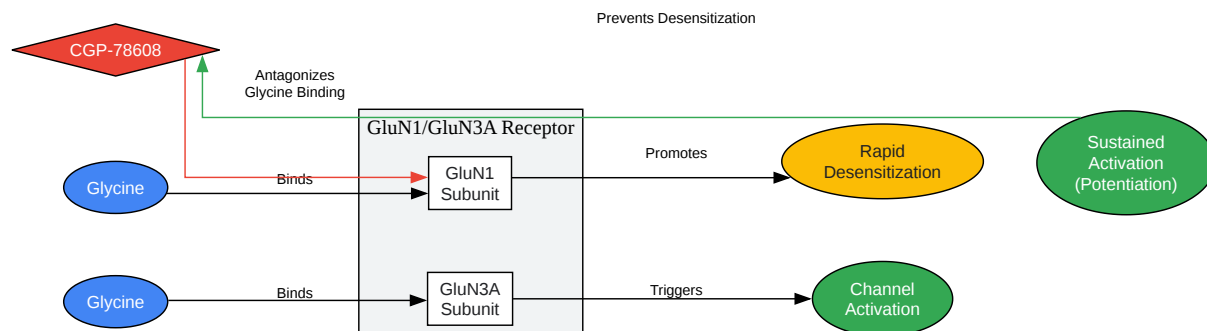 Prevents Desensitization
CGP-78608
Antagonizes
Glycine Binding
GluN1/GluN3A Receptor
Glycine
Binds
GluN1
Subunit
Promotes
Rapid
Desensitization
Sustained
Activation
(Potentiation)
Glycine
Binds
GluN3A
Subunit
Triggers
Channel
Activation